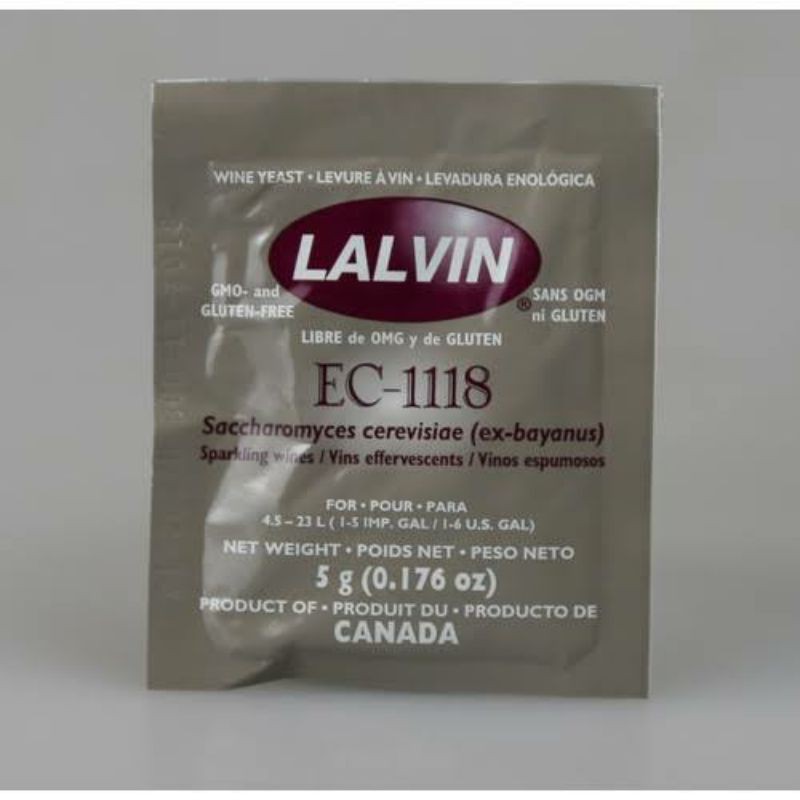 WINE YEAST • LEVURE À VIN • LEVADURA ENOLÓGICA
LALVIN
®
GMO- and
GLUTEN-FREE
SANS OGM
ni GLUTEN
LIBRE de OMG y de GLUTEN
EC-1118
Saccharomyces cerevisiae (ex-bayanus)
Sparkling wines / Vins effervescents / Vinos espumosos
FOR • POUR • PARA
4.5 – 23 L ( 1-5 IMP. GAL / 1-6 U.S. GAL)
NET WEIGHT • POIDS NET • PESO NETO
5 g (0.176 oz)
PRODUCT OF • PRODUIT DU • PRODUCTO DE
CANADA